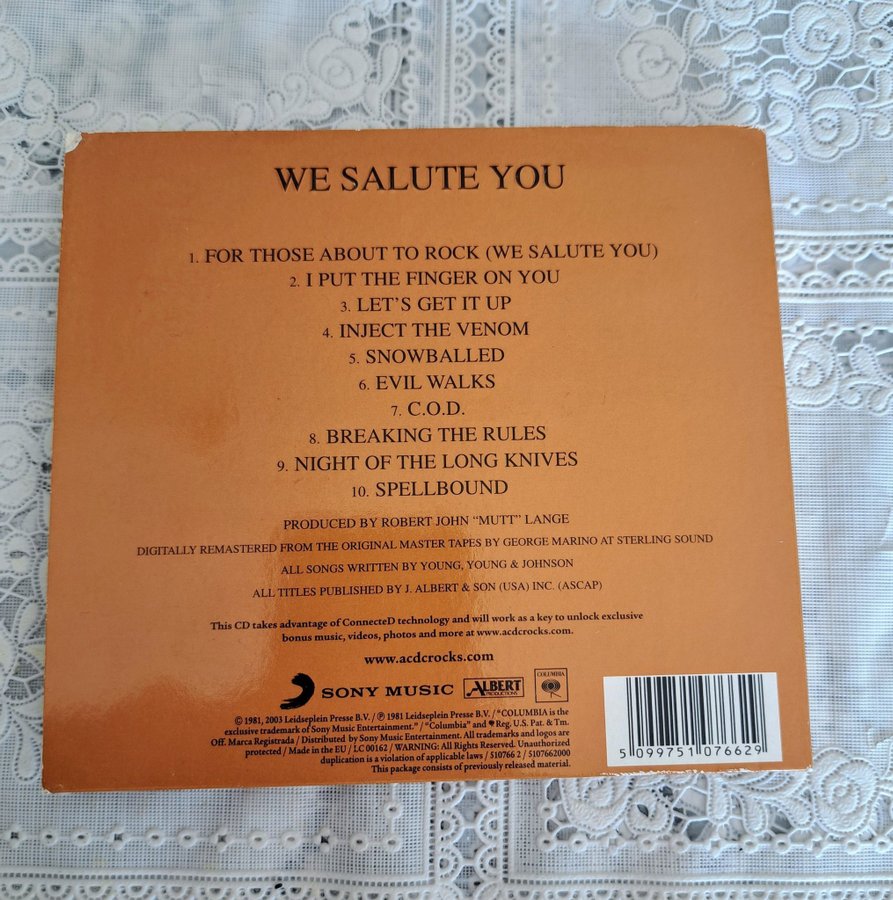 WE SALUTE YOU
1. FOR THOSE ABOUT TO ROCK (WE SALUTE YOU)
2. I PUT THE FINGER ON YOU
3. LET'S GET IT UP
4. INJECT THE VENOM
5. SNOWBALLED
6. EVIL WALKS
7. C.O.D.
8. BREAKING THE RULES
9. NIGHT OF THE LONG KNIVES
10. SPELLBOUND
PRODUCED BY ROBERT JOHN "MUTT" LANGE
DIGITALLY REMASTERED FROM THE ORIGINAL MASTER TAPES BY GEORGE MARINO AT STERLING SOUND
ALL SONGS WRITTEN BY YOUNG, YOUNG & JOHNSON
ALL TITLES PUBLISHED BY J. ALBERT & SON (USA) INC. (ASCAP)
This CD takes advantage of ConnecteD technology and will work as a key to unlock exclusive
bonus music, videos, photos and more at www.acdcrocks.com.
www.acdcrocks.com
SONY MUSIC ALBERT PRODUCTIONS COLUMBIA
© 1981, 2003 Leidseplein Presse B.V. / ℗ 1981 Leidseplein Presse B.V. / "COLUMBIA is the
exclusive trademark of Sony Music Entertainment." / "Columbia" and Reg. U.S. Pat. & Tm.
Off. Marca Registrada / Distributed by Sony Music Entertainment. All trademarks and logos are
protected / Made in the EU / LC 00162 / WARNING: All Rights Reserved. Unauthorized
duplication is a violation of applicable laws / 510766 2 / 5107662000
This package consists of previously released material.
5 099751 076629